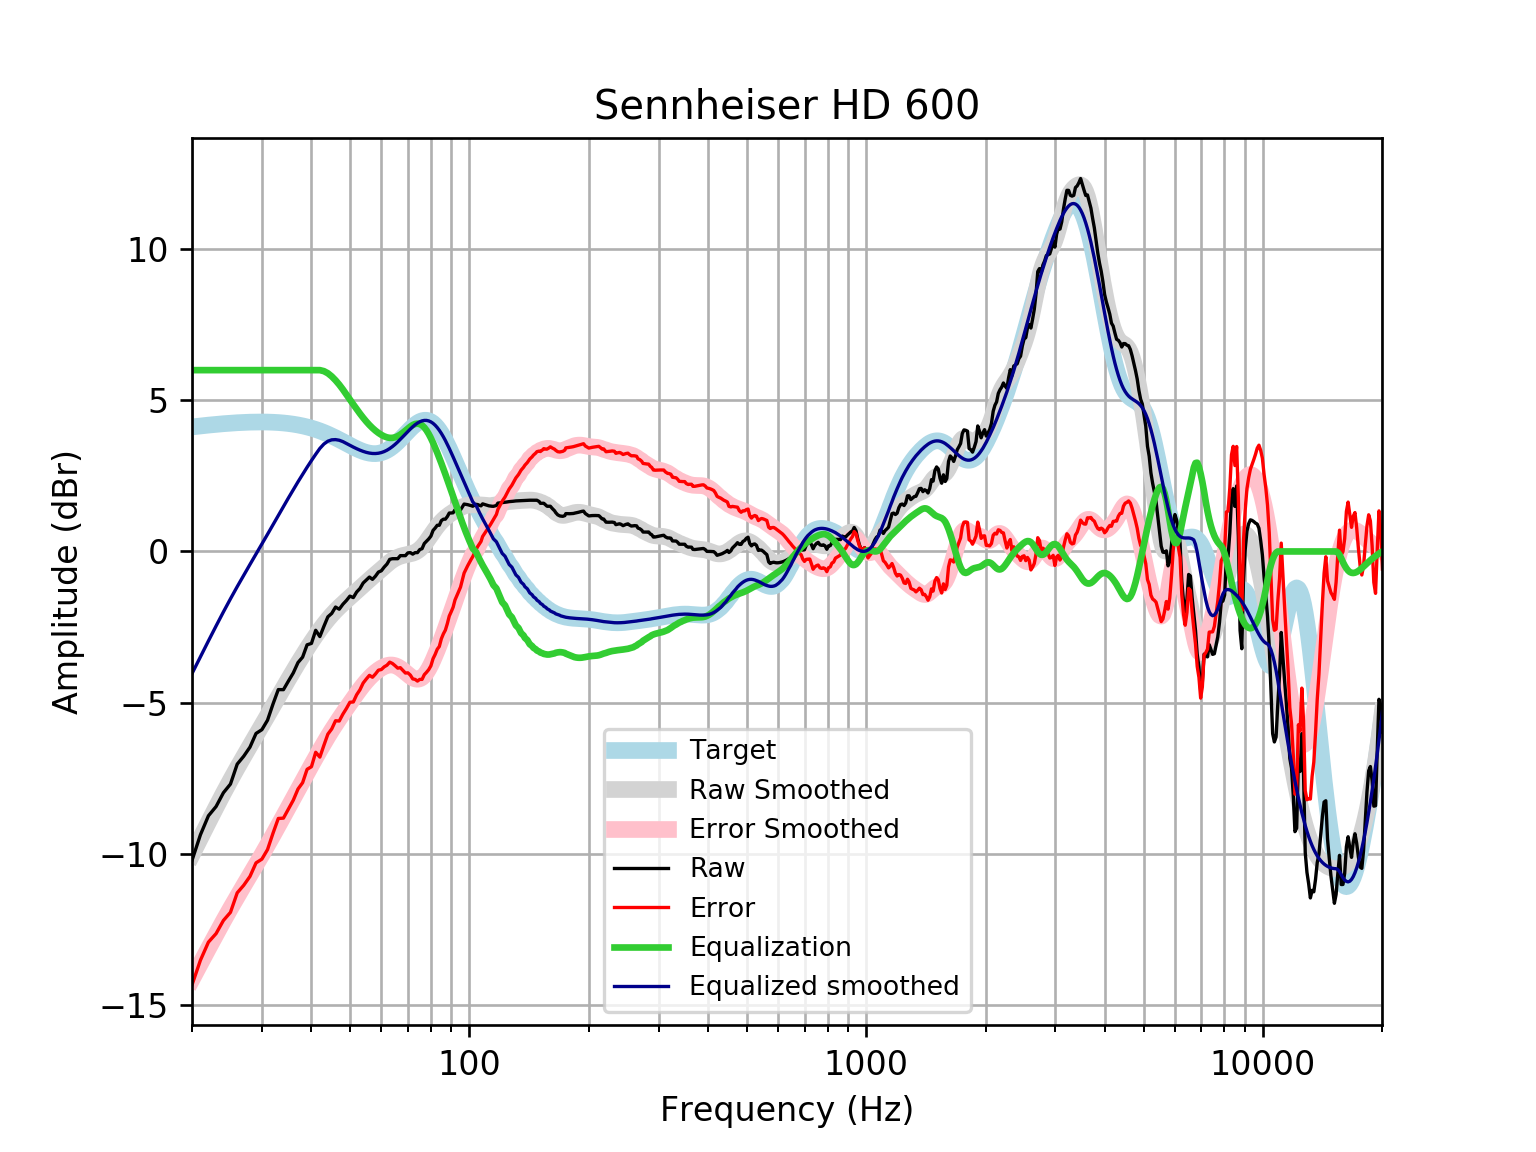 Sennheiser HD 600
10
5
0
−5
−10
−15
Amplitude (dBr)
Target
Raw Smoothed
Error Smoothed
Raw
Error
Equalization
Equalized smoothed
100
1000
10000
Frequency (Hz)